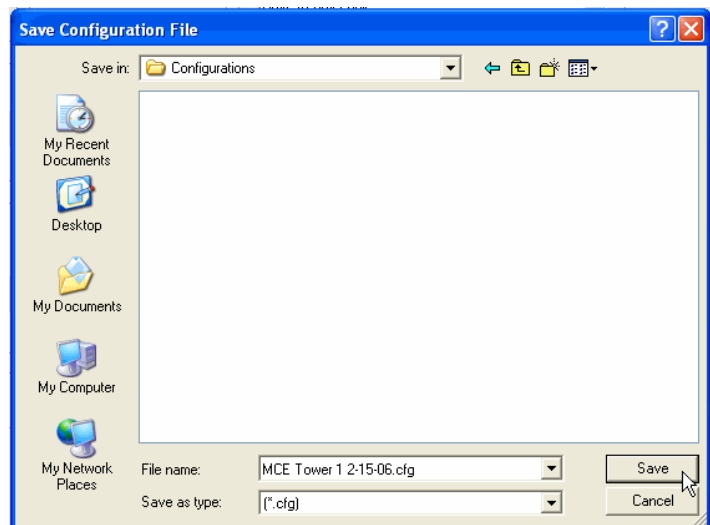 Save Configuration File
?
X
Save in:
Configurations
My Recent
Documents
Desktop
My Documents
My Computer
My Network
Places
File name:
MCE Tower 1 2-15-06.cfg
Save
Save as type:
(*.cfg)
Cancel